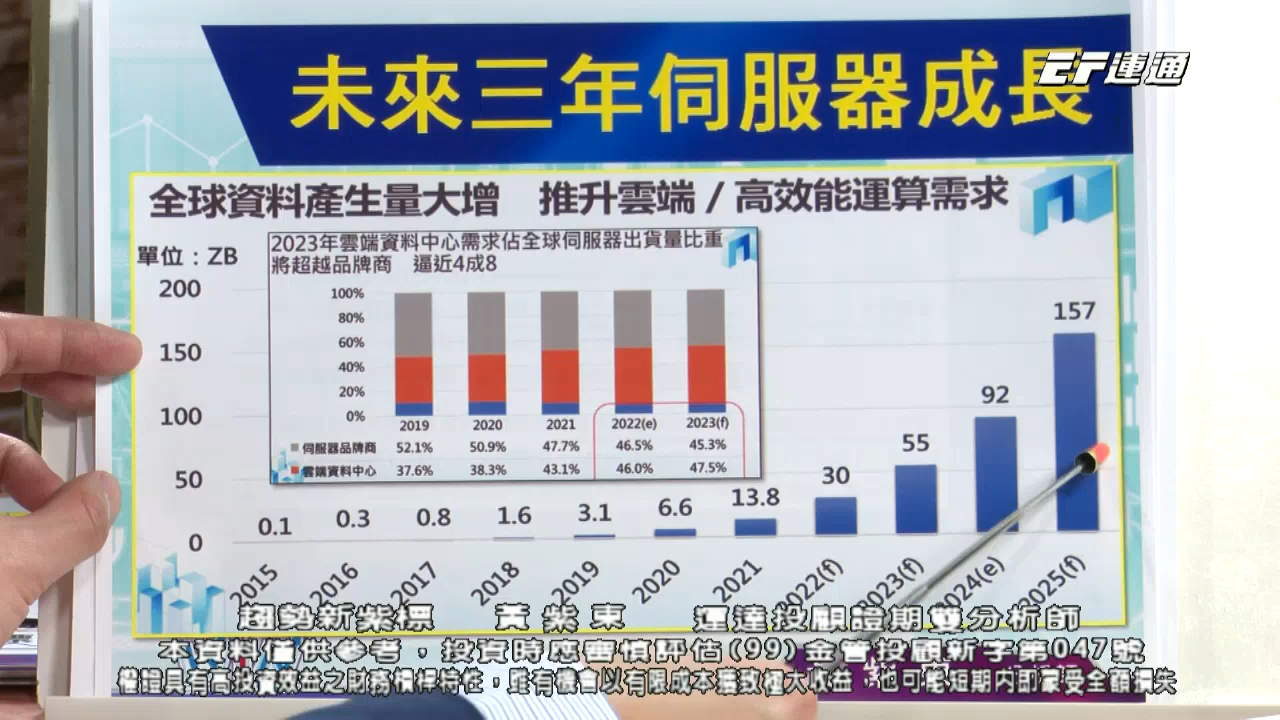 未來三年伺服器成長
EF運通
全球資料產生量大增 推升雲端 / 高效能運算需求
單位：ZB
2023年雲端資料中心需求佔全球伺服器出貨量比重
將超越品牌商 逼近4成8
100%
80%
60%
40%
20%
0%
2019 2020 2021 2022(e) 2023(f)
伺服器品牌商 52.1% 50.9% 47.7% 46.5% 45.3%
雲端資料中心 37.6% 38.3% 43.1% 46.0% 47.5%
200
150
100
50
0
0.1 0.3 0.8 1.6 3.1 6.6 13.8 30 55 92 157
2015 2016 2017 2018 2019 2020 2021 2022(f) 2023(f) 2024(e) 2025(f)
趨勢新紫標 黃紫東 運達投顧證期雙分析師
本資料僅供參考，投資時應審慎評估(99)金管投顧新字第047號
權證具有高投資效益之財務槓桿特性，雖有機會以有限成本獲致極大收益，也可能短期內即蒙受全額損失